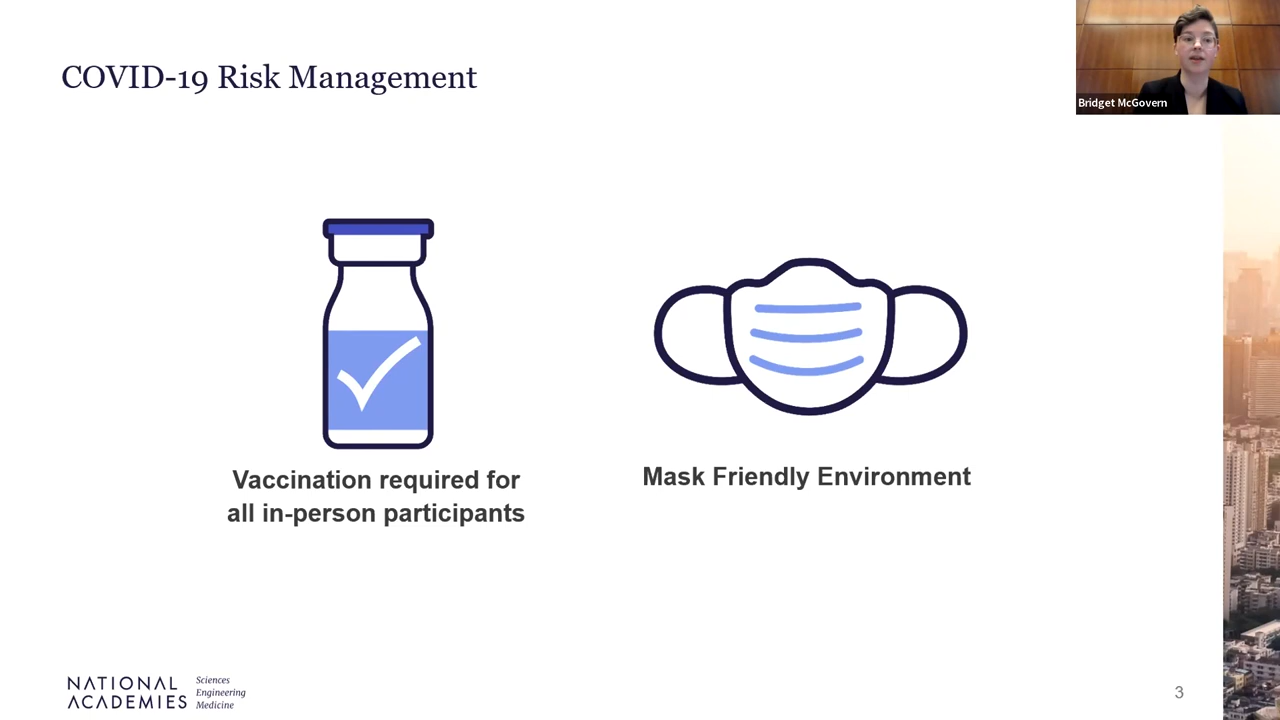 COVID-19 Risk Management
Bridget McGovern
Vaccination required for
all in-person participants
Mask Friendly Environment
NATIONAL
ACADEMIES
Sciences
Engineering
Medicine
3